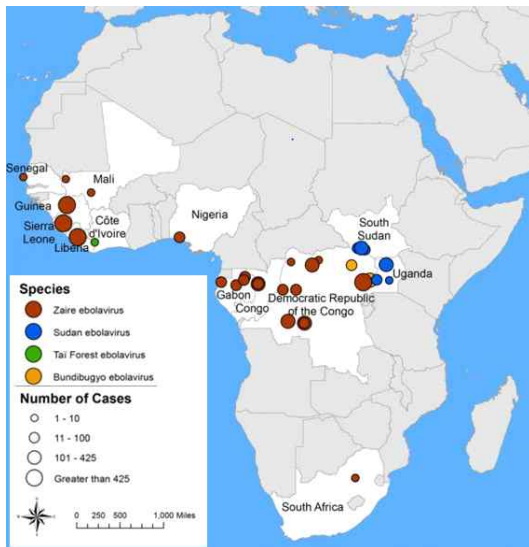 Senegal
Mali
Guinea
Sierra
Leone
Côte
d'Ivoire
Liberia
Nigeria
South
Sudan
Uganda
Gabon
Congo
Democratic Republic
of the Congo
South Africa
Species
Zaire ebolavirus
Sudan ebolavirus
Taï Forest ebolavirus
Bundibugyo ebolavirus
Number of Cases
1 - 10
11 - 100
101 - 425
Greater than 425
N
0 250 500 1,000 Miles